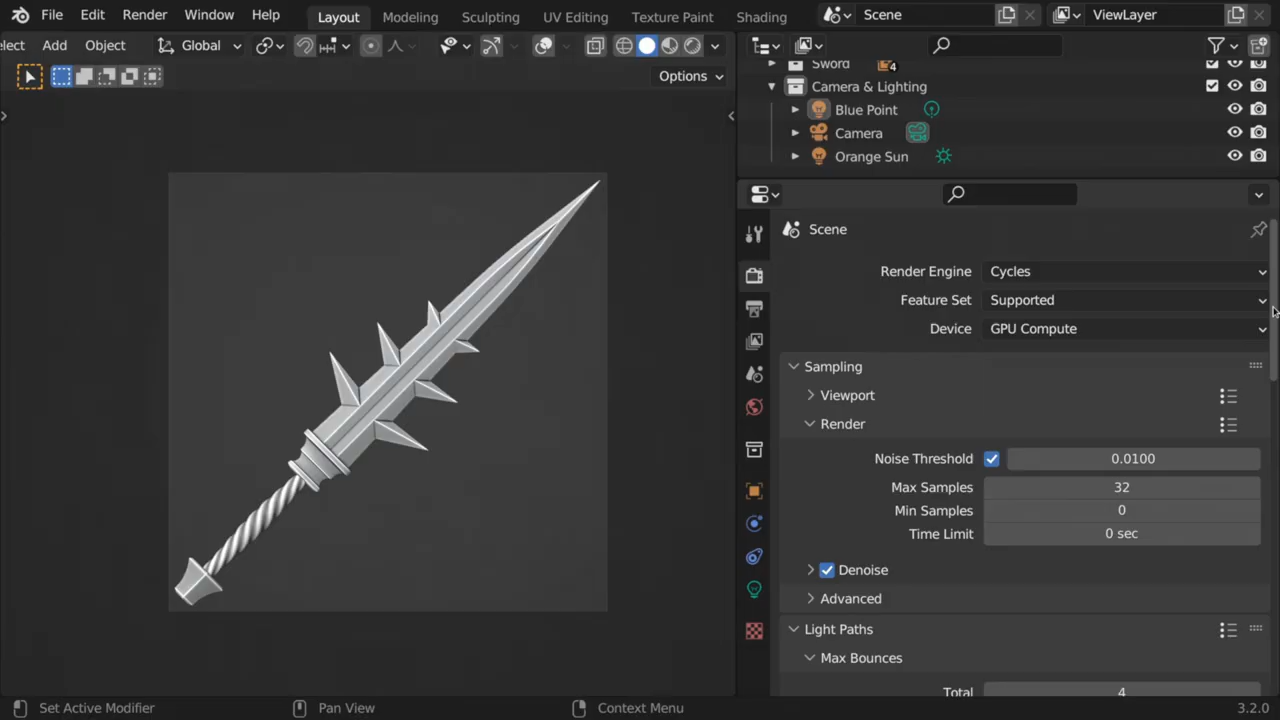 File Edit Render Window Help Layout Modeling Sculpting UV Editing Texture Paint Shading Scene ViewLayer
elect Add Object Global
Options
Sword 4
Camera & Lighting
Blue Point
Camera
Orange Sun
Scene
Render Engine Cycles
Feature Set Supported
Device GPU Compute
Sampling
Viewport
Render
Noise Threshold 0.0100
Max Samples 32
Min Samples 0
Time Limit 0 sec
Denoise
Advanced
Light Paths
Max Bounces
Total 4
Set Active Modifier Pan View Context Menu 3.2.0